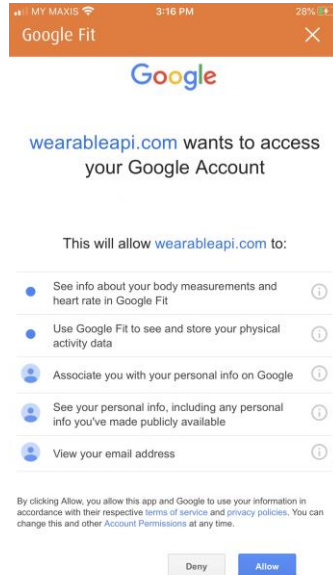 MY MAXIS 3:16 PM 28%
Google Fit
Google
wearableapi.com wants to access
your Google Account
This will allow wearableapi.com to:
See info about your body measurements and
heart rate in Google Fit
Use Google Fit to see and store your physical
activity data
Associate you with your personal info on Google
See your personal info, including any personal
info you've made publicly available
View your email address
By clicking Allow, you allow this app and Google to use your information in
accordance with their respective terms of service and privacy policies. You can
change this and other Account Permissions at any time.
Deny Allow